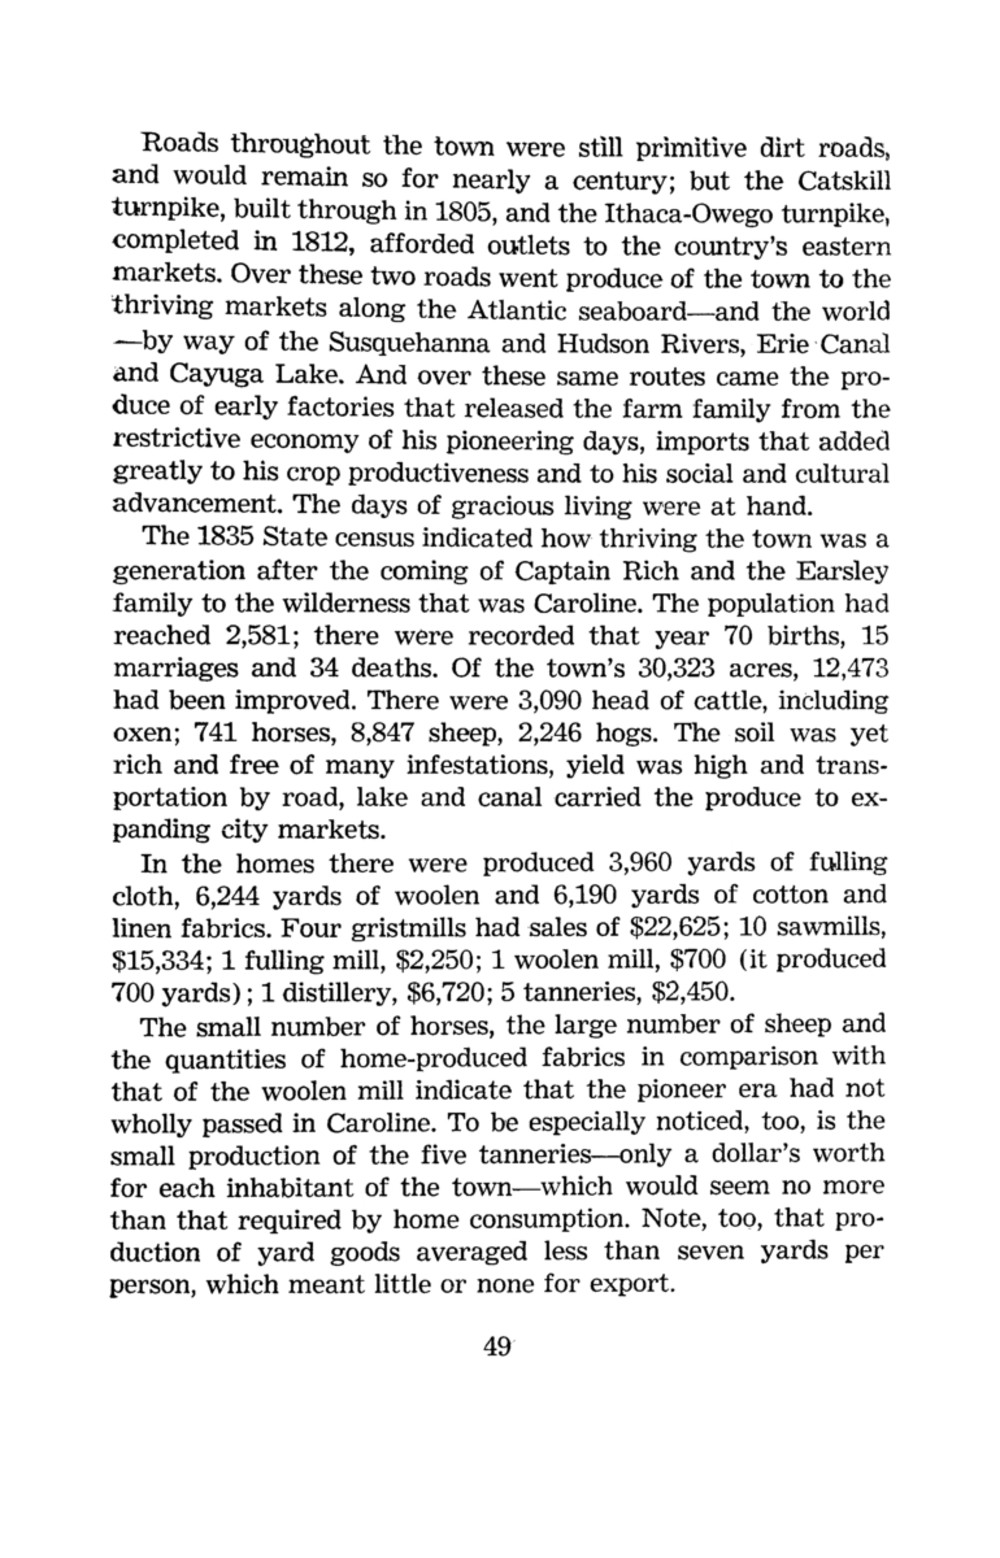 Roads throughout the town were still primitive dirt roads,
and would remain so for nearly a century; but the Catskill
turnpike, built through in 1805, and the Ithaca-Owego turnpike,
completed in 1812, afforded outlets to the country's eastern
markets. Over these two roads went produce of the town to the
thriving markets along the Atlantic seaboard—and the world
—by way of the Susquehanna and Hudson Rivers, Erie Canal
and Cayuga Lake. And over these same routes came the pro-
duce of early factories that released the farm family from the
restrictive economy of his pioneering days, imports that added
greatly to his crop productiveness and to his social and cultural
advancement. The days of gracious living were at hand.
The 1835 State census indicated how thriving the town was a
generation after the coming of Captain Rich and the Earsley
family to the wilderness that was Caroline. The population had
reached 2,581; there were recorded that year 70 births, 15
marriages and 34 deaths. Of the town's 30,323 acres, 12,473
had been improved. There were 3,090 head of cattle, including
oxen; 741 horses, 8,847 sheep, 2,246 hogs. The soil was yet
rich and free of many infestations, yield was high and trans-
portation by road, lake and canal carried the produce to ex-
panding city markets.
In the homes there were produced 3,960 yards of fulling
cloth, 6,244 yards of woolen and 6,190 yards of cotton and
linen fabrics. Four gristmills had sales of $22,625; 10 sawmills,
$15,334; 1 fulling mill, $2,250; 1 woolen mill, $700 (it produced
700 yards); 1 distillery, $6,720; 5 tanneries, $2,450.
The small number of horses, the large number of sheep and
the quantities of home-produced fabrics in comparison with
that of the woolen mill indicate that the pioneer era had not
wholly passed in Caroline. To be especially noticed, too, is the
small production of the five tanneries—only a dollar's worth
for each inhabitant of the town—which would seem no more
than that required by home consumption. Note, too, that pro-
duction of yard goods averaged less than seven yards per
person, which meant little or none for export.
49